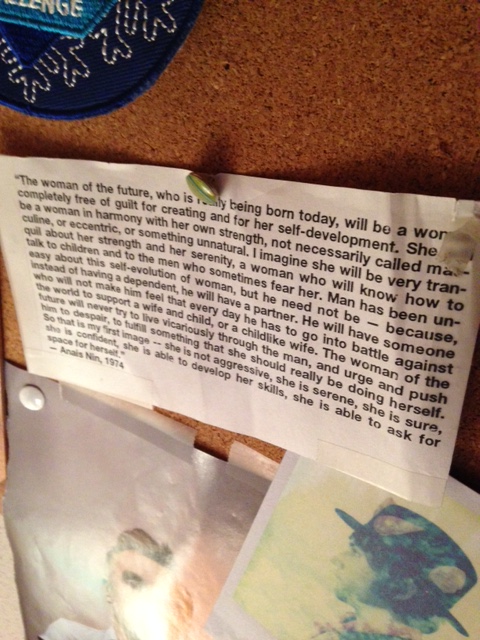 LLENGE
"The woman of the future, who is really being born today, will be a wom
completely free of guilt for creating and for her self-development. She
be a woman in harmony with her own strength, not necessarily called mas-
culine, or eccentric, or something unnatural. I imagine she will be very tran-
quil about her strength and her serenity, a woman who will know how to
talk to children and to the men who sometimes fear her. Man has been un-
easy about this self-evolution of woman, but he need not be — because,
instead of having a dependent, he will have a partner. He will have someone
who will not make him feel that every day he has to go into battle against
the world to support a wife and child, or a childlike wife. The woman of the
future will never try to live vicariously through the man, and urge and push
him to despair, to fulfill something that she should really be doing herself.
So that is my first image -- she is not aggressive, she is serene, she is sure,
she is confident, she is able to develop her skills, she is able to ask for
space for herself."
— Anais Nin, 1974